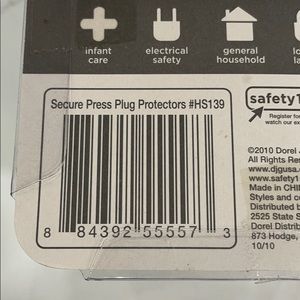 infant
care
electrical
safety
general
household
Secure Press Plug Protectors #HS139
8 84392 55557 3
safety1
Register for
watch our ex
©2010 Dorel
All Rights Rese
www.djgusa.c
www.safety1
Made in CHI
Styles and co
Distributed b
2525 State S
Dorel Distrib
873 Hodge,
10/10